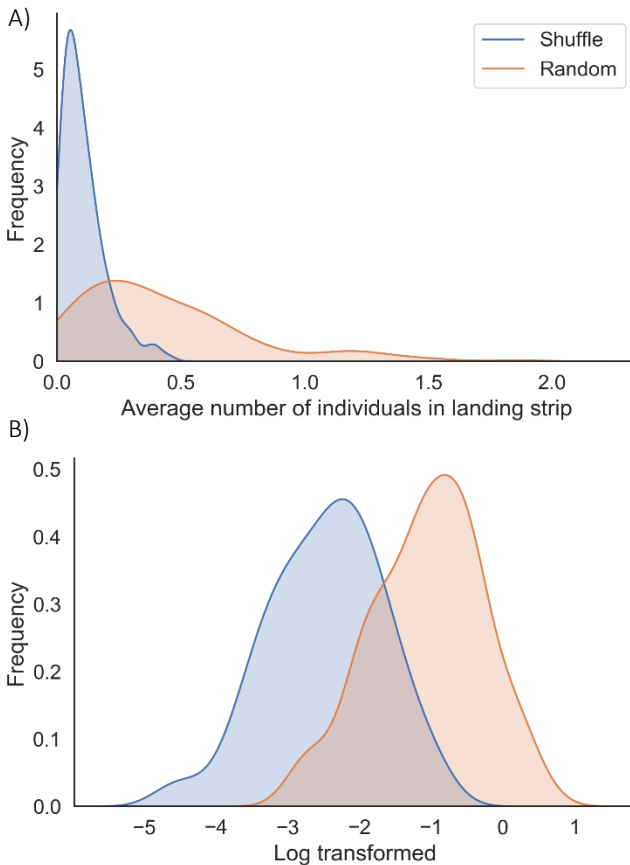 A)
Shuffle
Random
Frequency
5
4
3
2
1
0
0.0 0.5 1.0 1.5 2.0
Average number of individuals in landing strip
B)
Frequency
0.5
0.4
0.3
0.2
0.1
0.0
−5 −4 −3 −2 −1 0 1
Log transformed